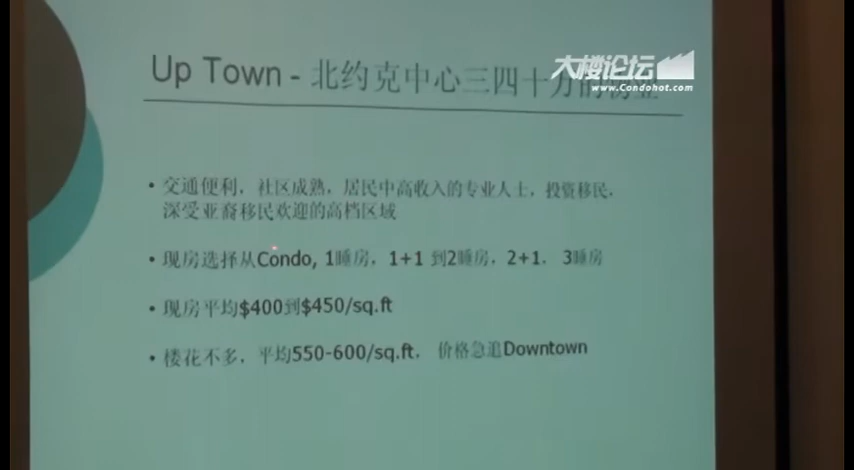 大楼论坛
www.Condohot.com
Up Town - 北约克中心三四十万的物业
• 交通便利，社区成熟，居民中高收入的专业人士，投资移民，
深受亚裔移民欢迎的高档区域
• 现房选择从Condo, 1睡房，1+1 到2睡房，2+1． 3睡房
• 现房平均$400到$450/sq.ft
• 楼花不多，平均550-600/sq.ft． 价格急追Downtown